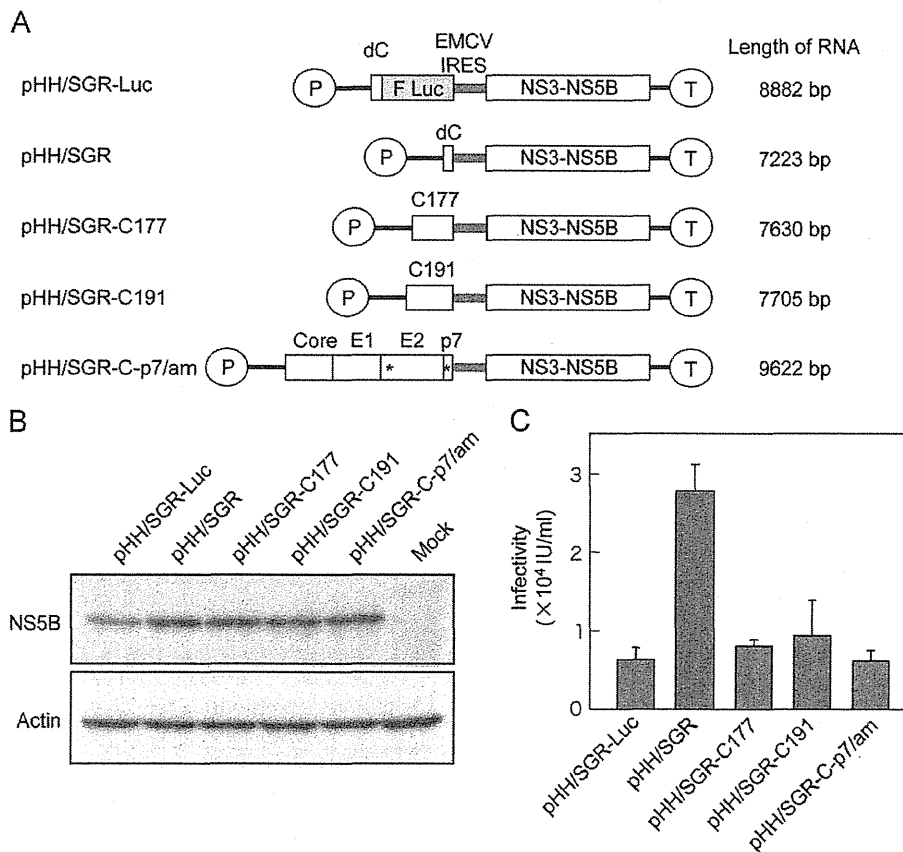 A
Length of RNA
pHH/SGR-Luc
P
dC
F Luc
EMCV
IRES
NS3-NS5B
T
8882 bp
pHH/SGR
P
dC
NS3-NS5B
T
7223 bp
pHH/SGR-C177
P
C177
NS3-NS5B
T
7630 bp
pHH/SGR-C191
P
C191
NS3-NS5B
T
7705 bp
pHH/SGR-C-p7/am
P
Core E1 E2 p7
* *
NS3-NS5B
T
9622 bp
B
pHH/SGR-Luc
pHH/SGR
pHH/SGR-C177
pHH/SGR-C191
pHH/SGR-C-p7/am
Mock
NS5B
Actin
C
Infectivity
(×10⁴ IU/ml)
3
2
1
0
pHH/SGR-Luc
pHH/SGR
pHH/SGR-C177
pHH/SGR-C191
pHH/SGR-C-p7/am